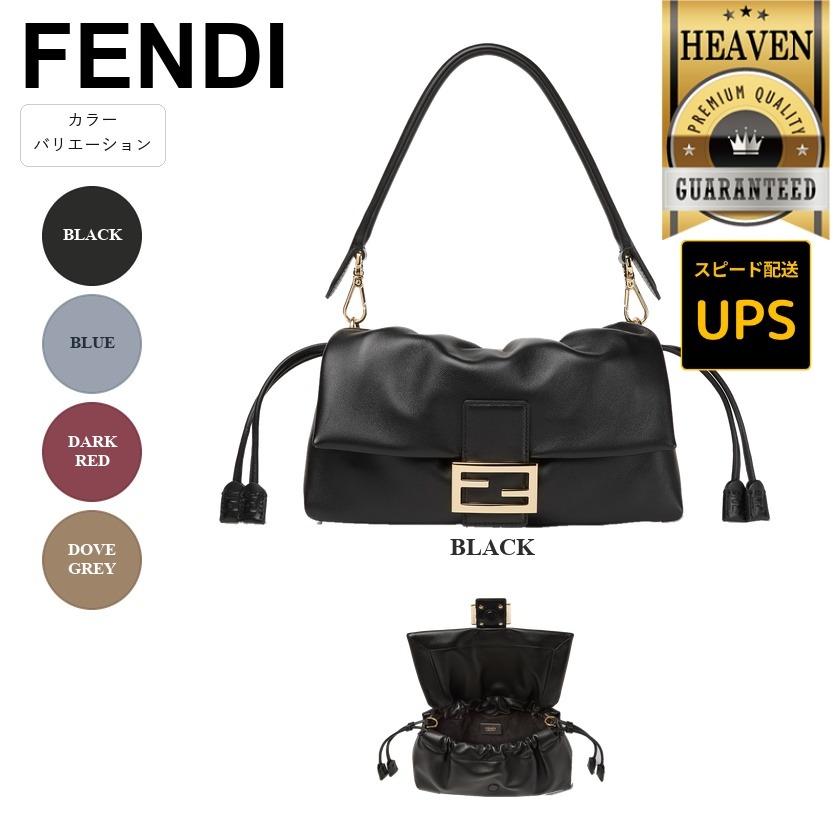 FENDI
カラー
バリエーション
BLACK
BLUE
DARK
RED
DOVE
GREY
HEAVEN
PREMIUM QUALITY
GUARANTEED
スピード配送
UPS
BLACK
FENDI